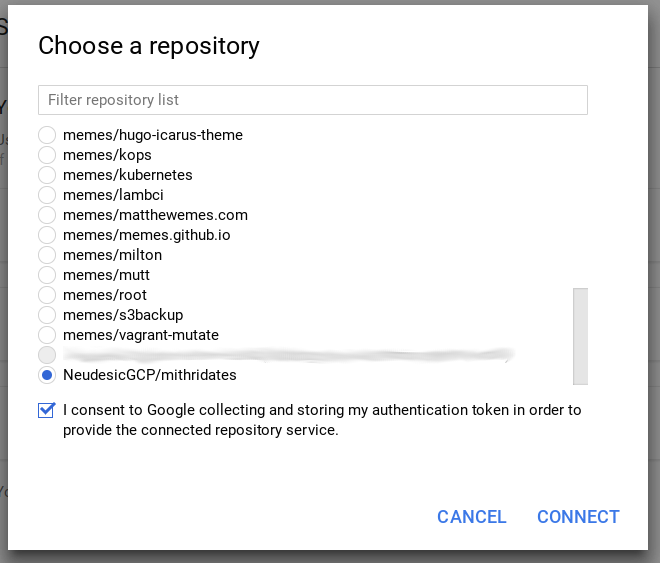 Choose a repository
Filter repository list
memes/hugo-icarus-theme
memes/kops
memes/kubernetes
memes/lambci
memes/matthewemes.com
memes/memes.github.io
memes/milton
memes/mutt
memes/root
memes/s3backup
memes/vagrant-mutate
NeudesicGCP/mithridates
I consent to Google collecting and storing my authentication token in order to
provide the connected repository service.
CANCEL CONNECT